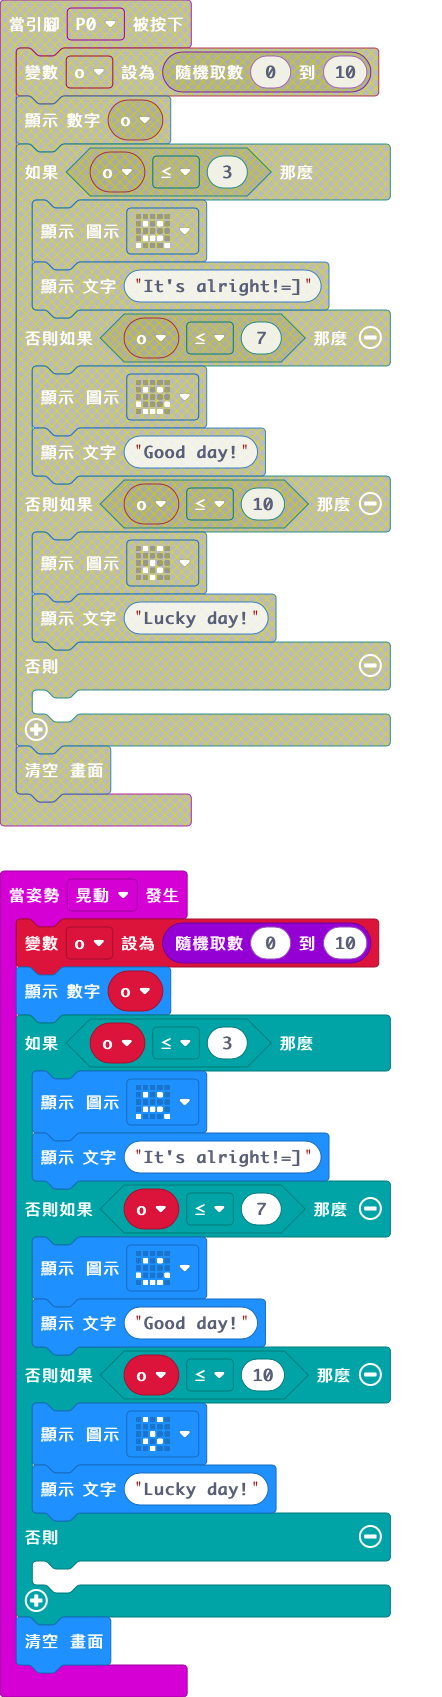 當引腳 P0 被按下
變數 o 設為 隨機取數 0 到 10
顯示 數字 o
如果 o ≤ 3 那麼
顯示 圖示
顯示 文字 "It's alright!=]"
否則如果 o ≤ 7 那麼
顯示 圖示
顯示 文字 "Good day!"
否則如果 o ≤ 10 那麼
顯示 圖示
顯示 文字 "Lucky day!"
否則
清空 畫面
當姿勢 晃動 發生
變數 o 設為 隨機取數 0 到 10
顯示 數字 o
如果 o ≤ 3 那麼
顯示 圖示
顯示 文字 "It's alright!=]"
否則如果 o ≤ 7 那麼
顯示 圖示
顯示 文字 "Good day!"
否則如果 o ≤ 10 那麼
顯示 圖示
顯示 文字 "Lucky day!"
否則
清空 畫面